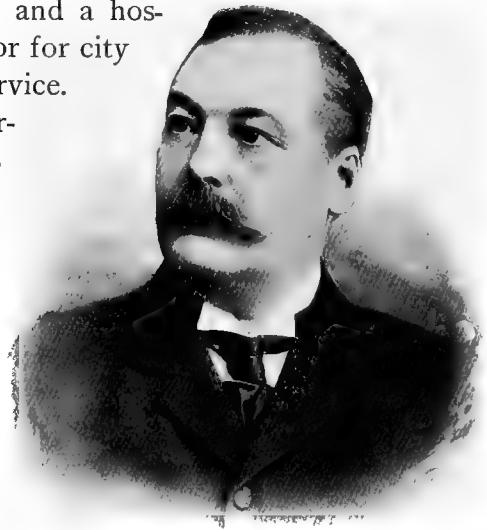 and a hos-
or for city
rvice.
r-